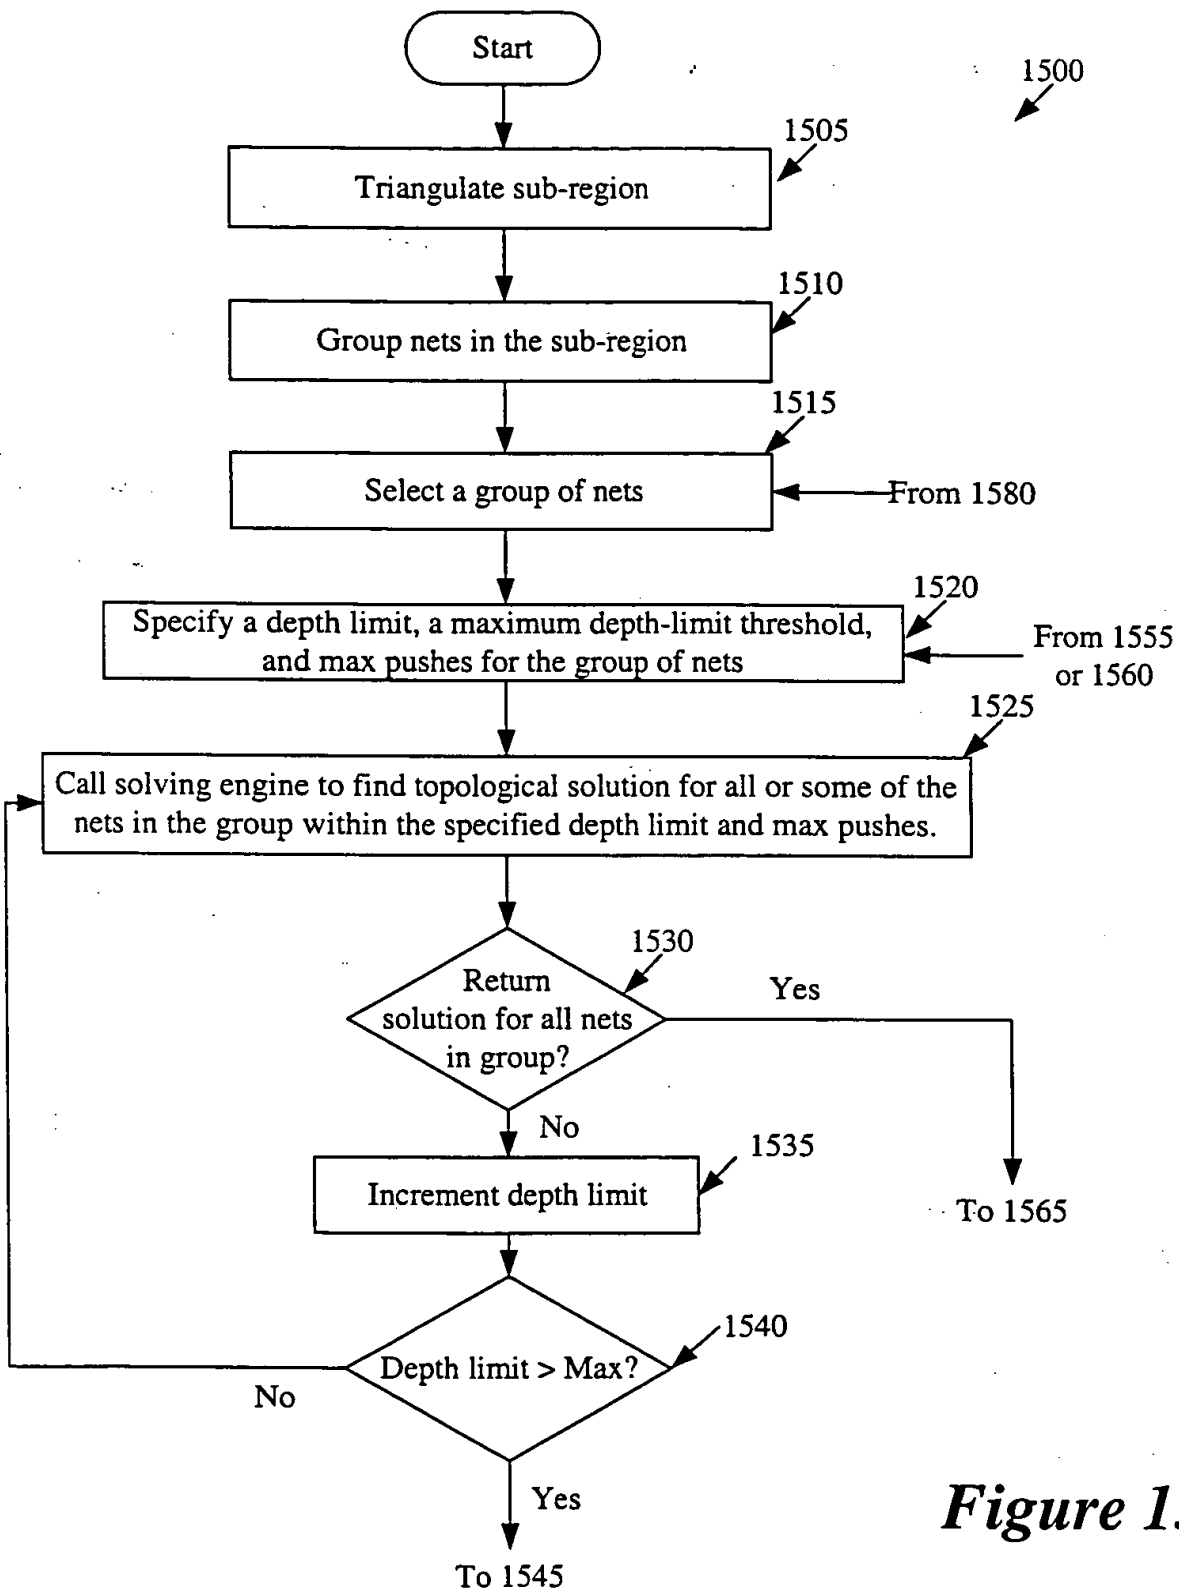 Start
1500
1505
Triangulate sub-region
1510
Group nets in the sub-region
1515
Select a group of nets
From 1580
1520
Specify a depth limit, a maximum depth-limit threshold,
and max pushes for the group of nets
From 1555
or 1560
1525
Call solving engine to find topological solution for all or some of the
nets in the group within the specified depth limit and max pushes.
1530
Return
solution for all nets
in group?
Yes
No
1535
Increment depth limit
To 1565
1540
Depth limit > Max?
No
Yes
To 1545
Figure 1